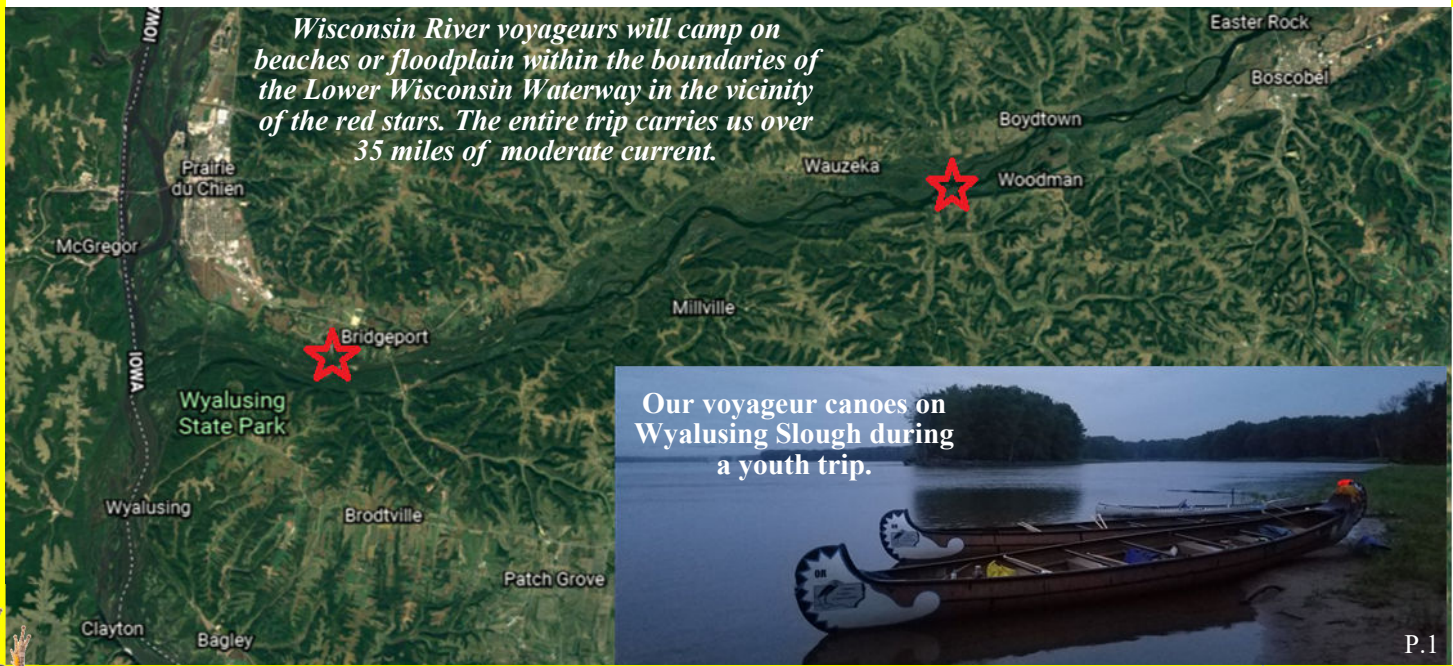 Wisconsin River voyageurs will camp on
beaches or floodplain within the boundaries of
the Lower Wisconsin Waterway in the vicinity
of the red stars. The entire trip carries us over
35 miles of moderate current.
IOWA
Easter Rock
Boscobel
Boydtown
Prairie
du Chien
Wauzeka
Woodman
McGregor
Millville
Bridgeport
IOWA
Wyalusing
State Park
Our voyageur canoes on
Wyalusing Slough during
a youth trip.
Wyalusing
Brodtville
Patch Grove
OR
Clayton
Bagley
P.1